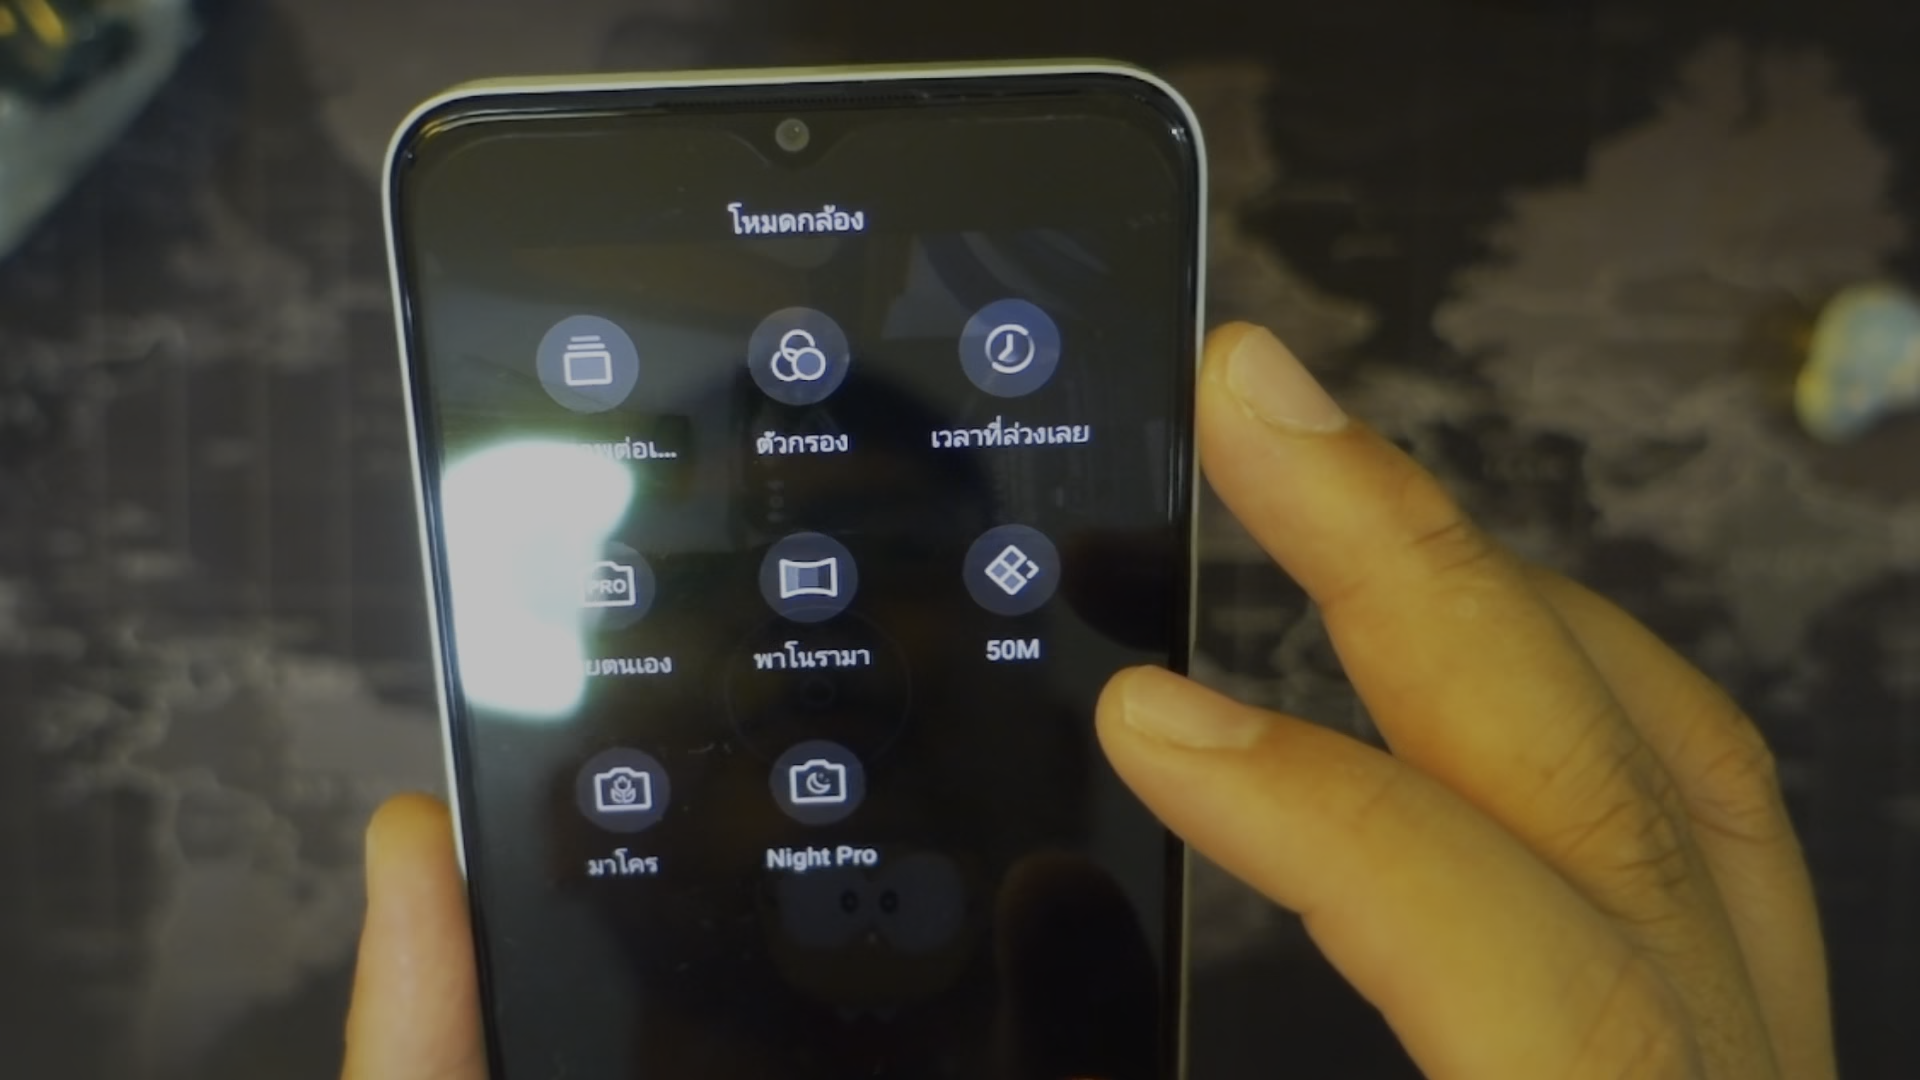 โหมดกล้อง
ตัวกรอง
เวลาที่ล่วงเลย
PRO
พาโนรามา
50M
มาโคร
Night Pro